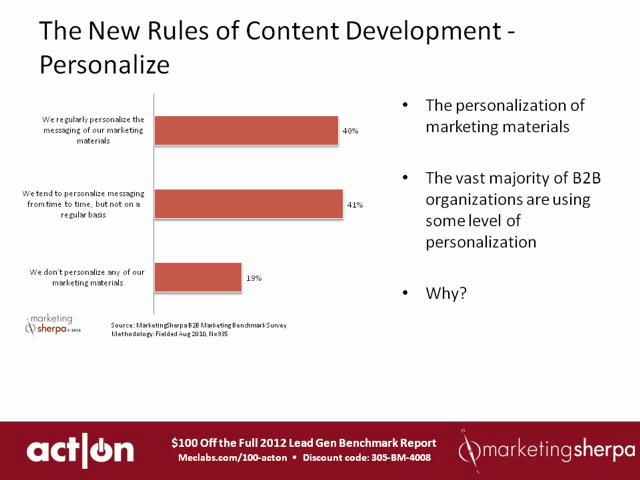 The New Rules of Content Development -
Personalize
We regularly personalize the
messaging of our marketing
materials
40%
We tend to personalize messaging
from time to time, but not on a
regular basis
41%
We don't personalize any of our
marketing materials
19%
• The personalization of
marketing materials
• The vast majority of B2B
organizations are using
some level of
personalization
• Why?
marketing
sherpa
Source: MarketingSherpa B2B Marketing Benchmark Survey
Methodology: Fielded Aug 2010, N=935
act|on
$100 Off the Full 2012 Lead Gen Benchmark Report
Meclabs.com/100-acton • Discount code: 305-BM-4008
marketingsherpa